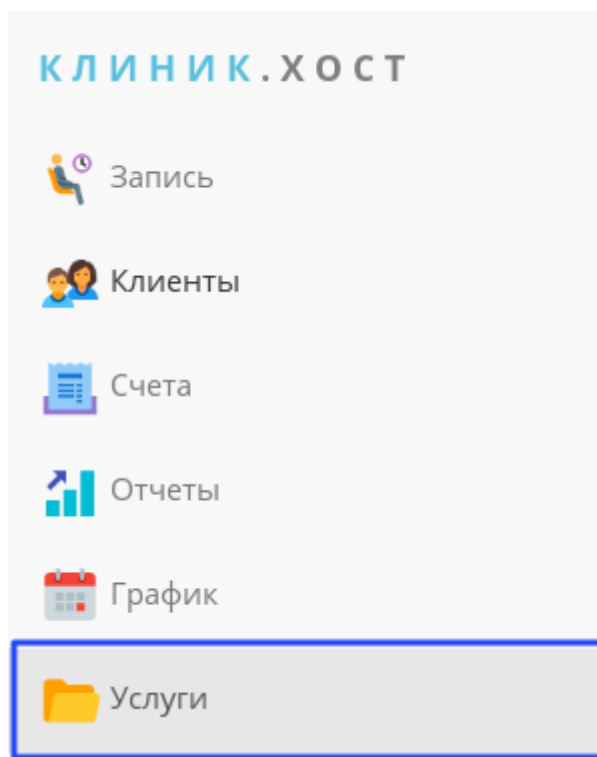 КЛИНИК.ХОСТ
Запись
Клиенты
Счета
Отчеты
График
Услуги